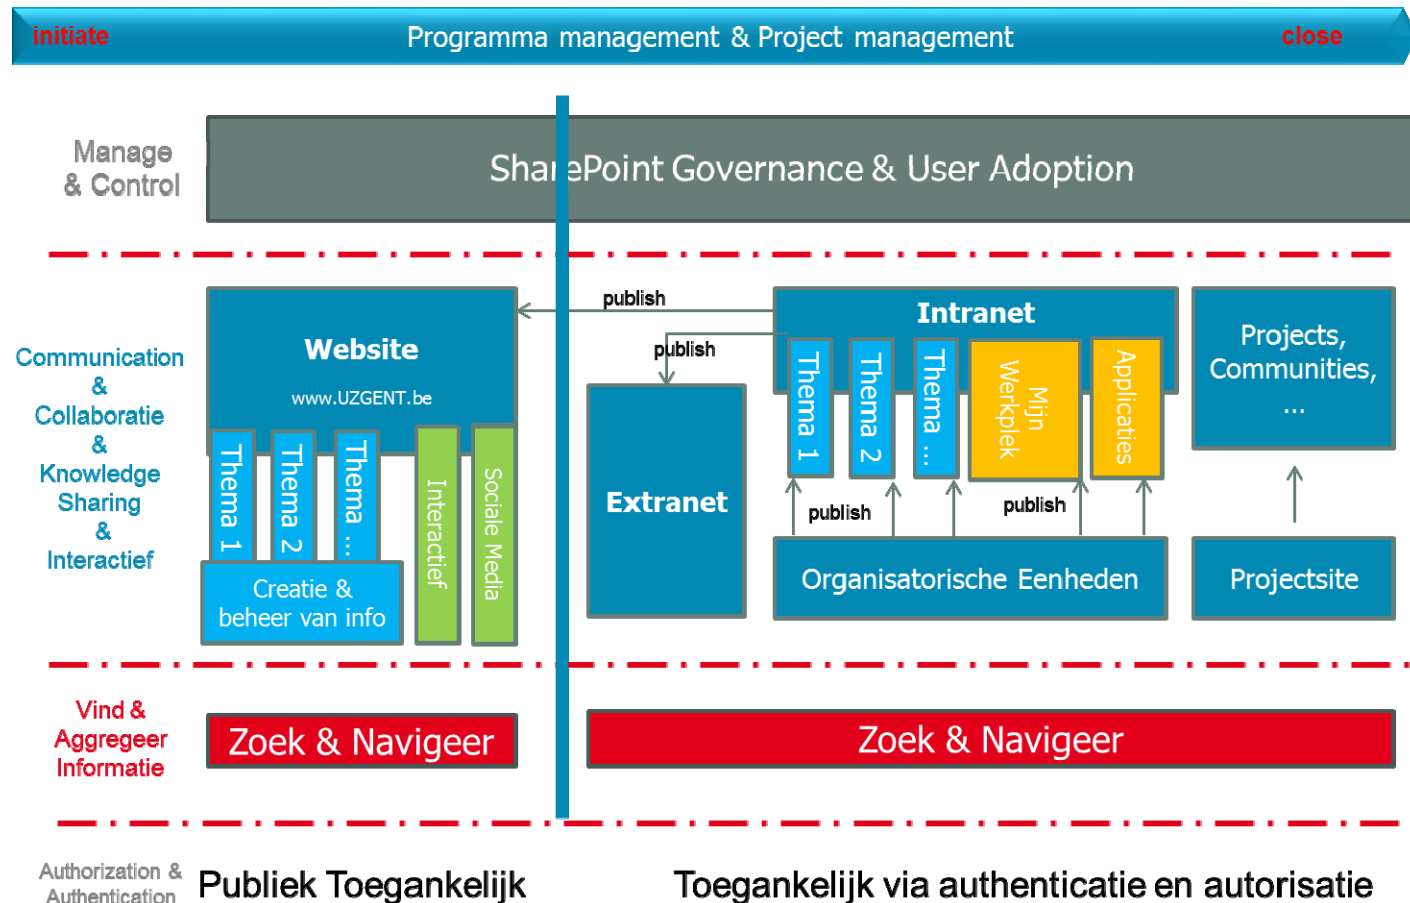 initiate
Programma management & Project management
close
Manage
& Control
SharePoint Governance & User Adoption
Communication
&
Collaboratie
&
Knowledge
Sharing
&
Interactief
Website
www.UZGENT.be
Thema 1
Thema 2
Thema ...
Interactief
Sociale Media
Creatie &
beheer van info
publish
publish
Extranet
Intranet
Thema 1
Thema 2
Thema ...
Mijn
Werkplek
Applicaties
publish
publish
Organisatorische Eenheden
Projects,
Communities,
...
Projectsite
Vind &
Aggregeer
Informatie
Zoek & Navigeer
Zoek & Navigeer
Authorization &
Authentication
Publiek Toegankelijk
Toegankelijk via authenticatie en autorisatie